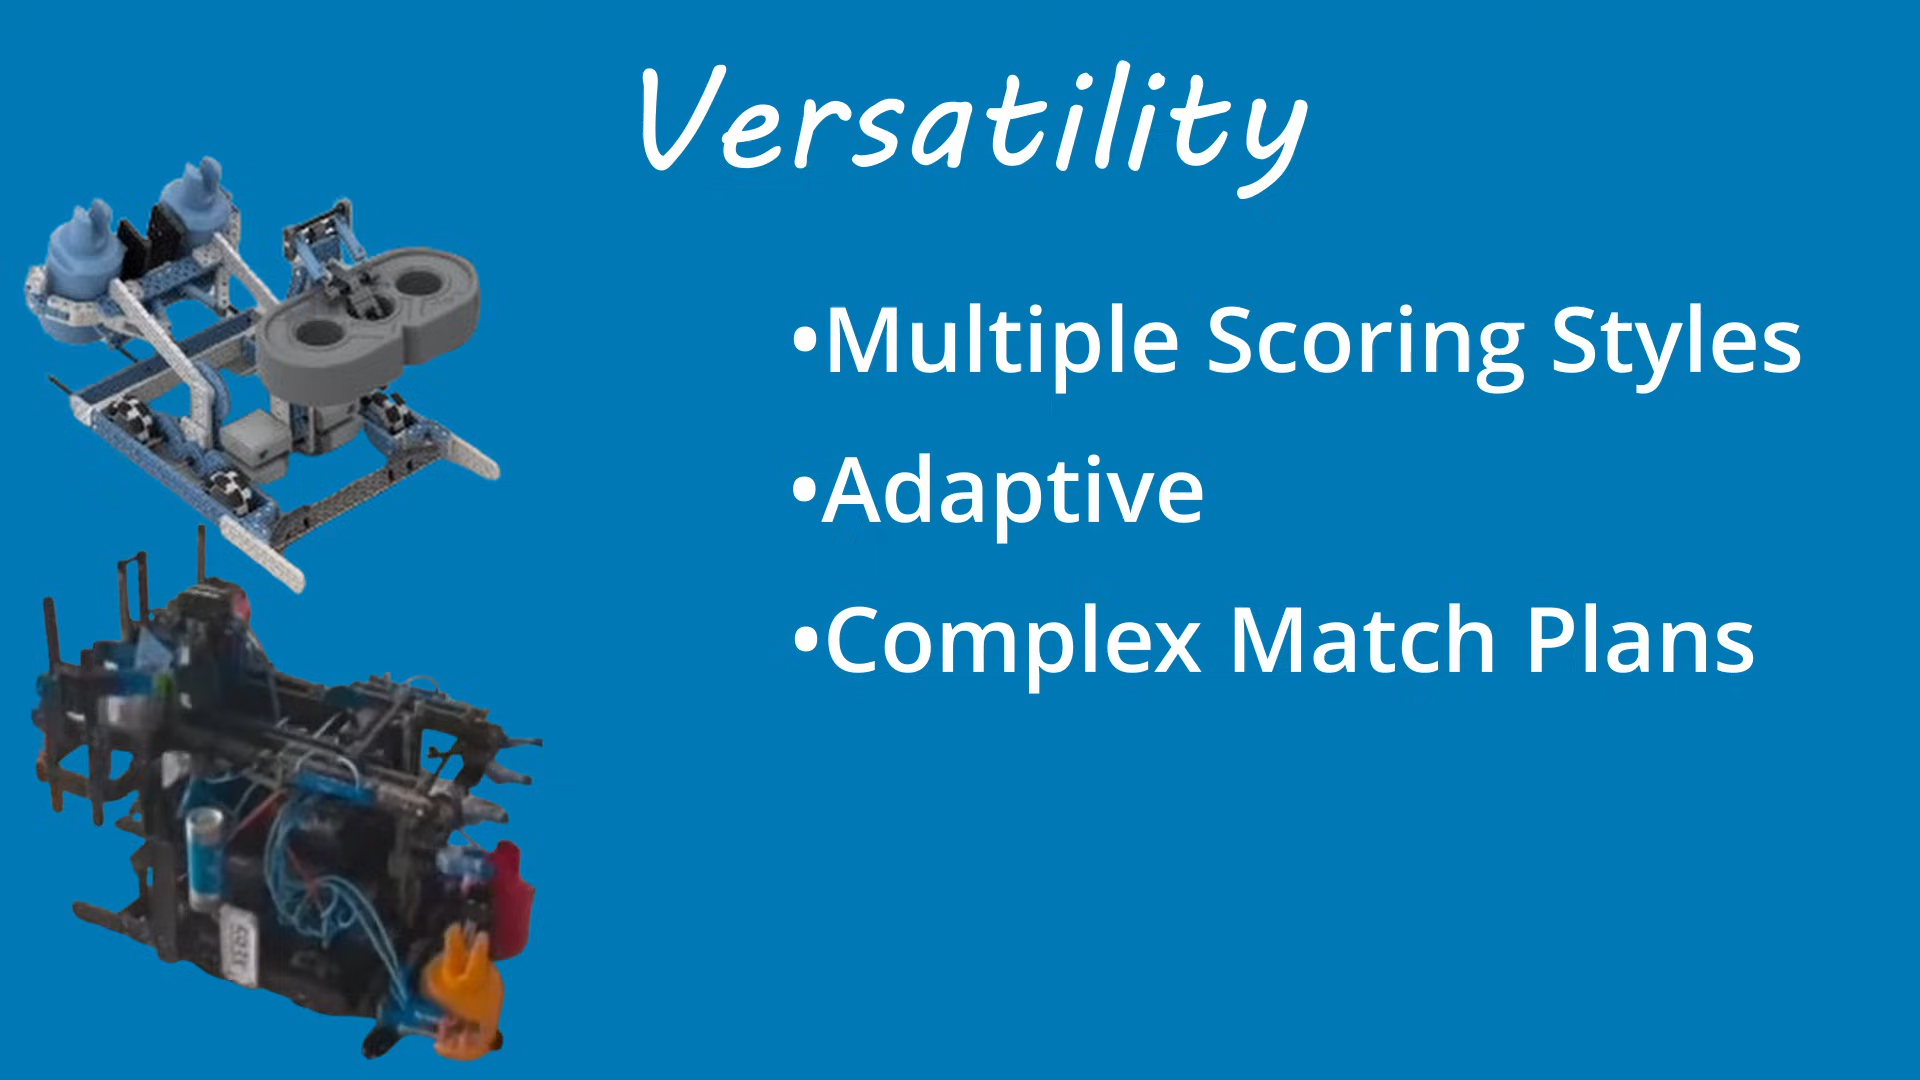 Versatility
•Multiple Scoring Styles
•Adaptive
•Complex Match Plans